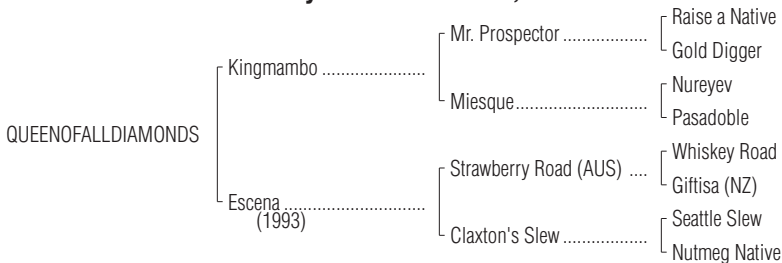 Raise a Native
Mr. Prospector ..................
Gold Digger
Kingmambo ......................
Nureyev
Miesque............................
Pasadoble
QUEENOFALLDIAMONDS
Whiskey Road
Strawberry Road (AUS) ....
Giftisa (NZ)
Escena ..............................
(1993)
Seattle Slew
Claxton's Slew ..................
Nutmeg Native